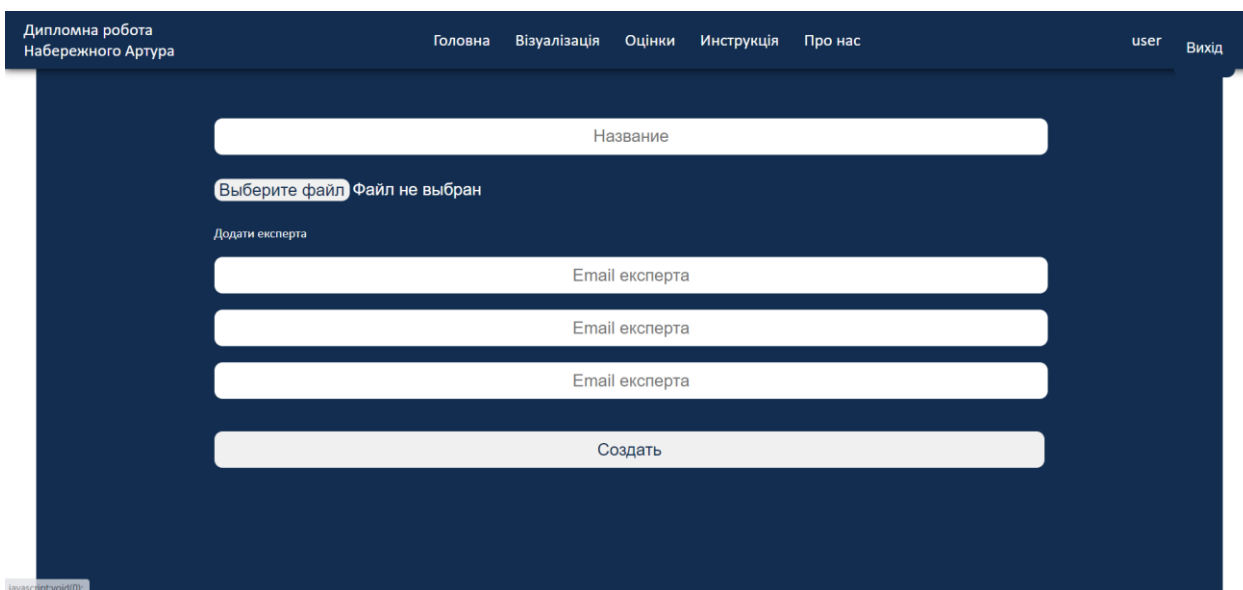 Дипломна робота
Набережного Артура
Головна Візуалізація Оцінки Инструкція Про нас
user Вихід
Название
Выберите файл Файл не выбран
Додати експерта
Email експерта
Email експерта
Email експерта
Создать
javascript:void(0);